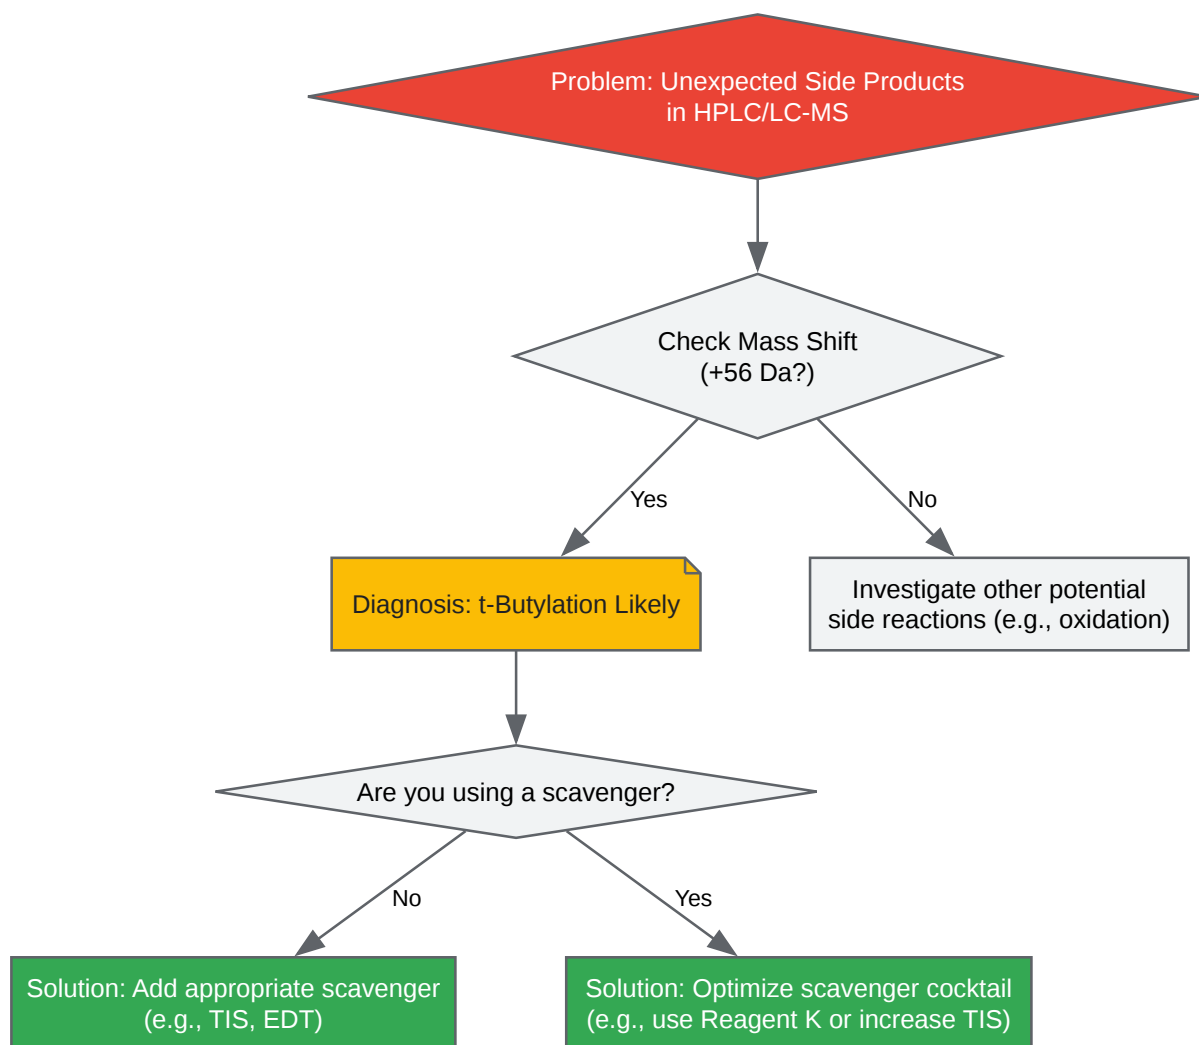 Problem: Unexpected Side Products
in HPLC/LC-MS
Check Mass Shift
(+56 Da?)
Yes
No
Diagnosis: t-Butylation Likely
Investigate other potential
side reactions (e.g., oxidation)
Are you using a scavenger?
No
Yes
Solution: Add appropriate scavenger
(e.g., TIS, EDT)
Solution: Optimize scavenger cocktail
(e.g., use Reagent K or increase TIS)